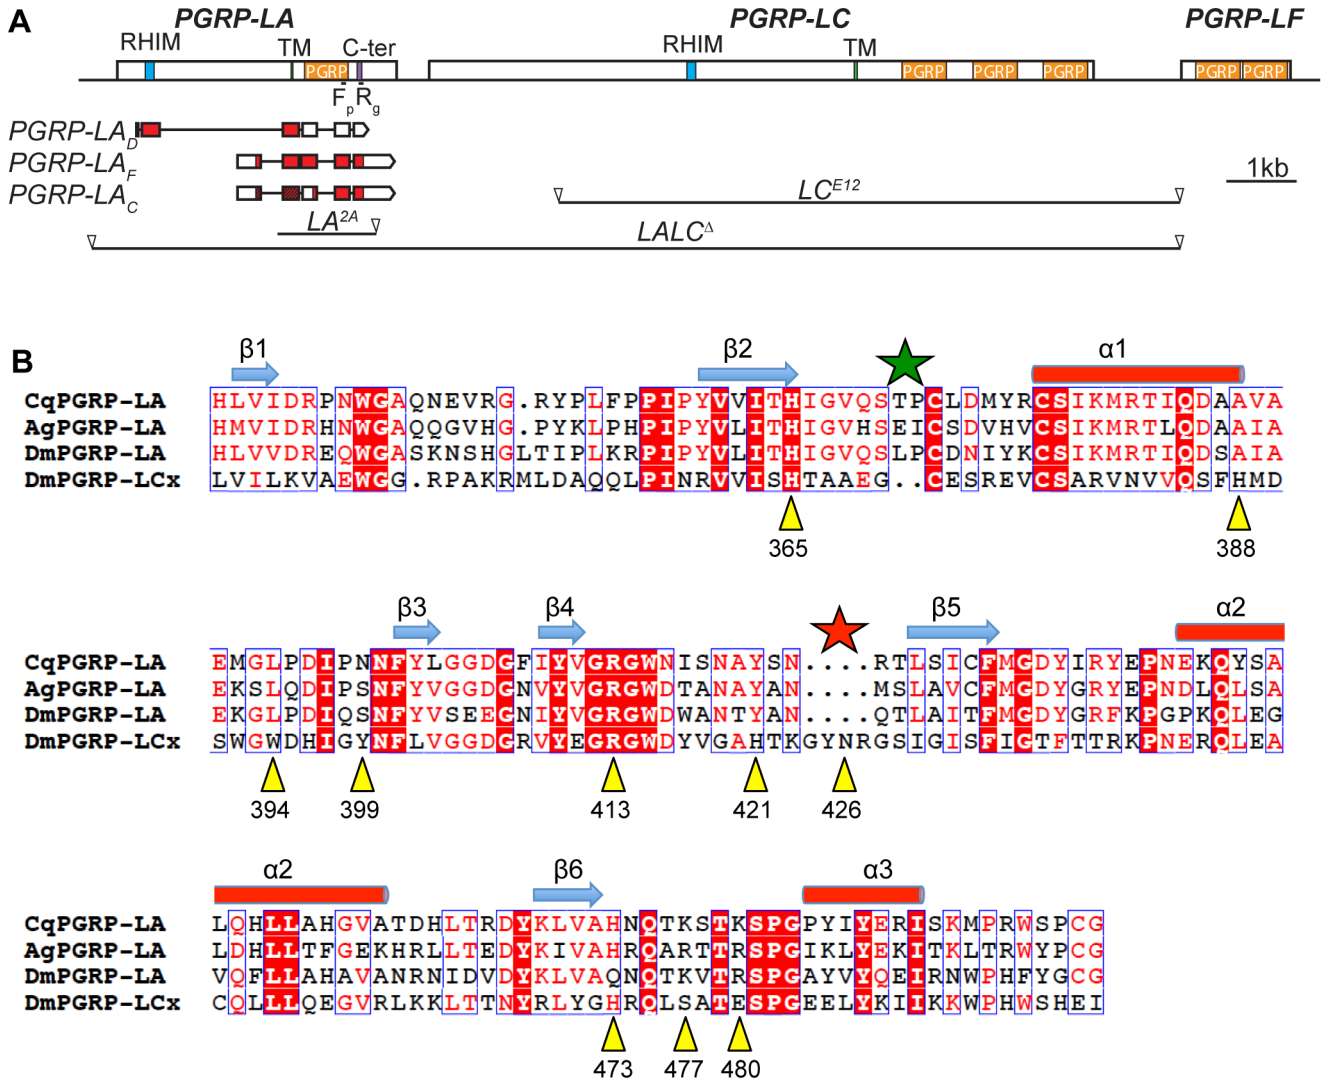 A
PGRP-LA PGRP-LC PGRP-LF
RHIM TM C-ter RHIM TM
PGRP PGRP PGRP PGRP PGRP PGRP
Fp Rg
PGRP-LAD
PGRP-LAF
PGRP-LAC
1kb
LCE12
LA2A
LALCΔ
B
β1 β2 α1
CqPGRP-LA HLVIDRPNWGAQNEVRG.RYPLFPPIPYVVITHIGVQSTPCLDMYRCSIKMRTIQDAAVA
AgPGRP-LA HMVIDRHNWGAQQGVHG.PYKLPHPIPYVLITHIGVHSEICSDVHVCSIKMRTLQDAAIA
DmPGRP-LA HLVVDREQWGASKNSHGLTIPLKRPIPYVLITHIGVQSLPCDNIYKCSIKMRTIQDSAIA
DmPGRP-LCx LVILKVAEWGG.RPAKRMLDAQQLPINRVVISHTAAEG..CESREVCSARVNVVQSFHMD
365 388
β3 β4 β5 α2
CqPGRP-LA EMGLPDIPNNFYLGGDGFIYVGRGWNISNAYSN....RTLSICFMGDYIRYEPNEKQYSA
AgPGRP-LA EKSLQDIPSNFYVGGDGNVYVGRGWDTANAYAN....MSLAVCFMGDYGRYEPNDLQLSA
DmPGRP-LA EKGLPDIQSNFYVSEEGNIYVGRGWDWANTYAN....QTLAITFMGDYGRFKPGPKQLEG
DmPGRP-LCx SWGWDHIGYNFLVGGDGRVYEGRGWDYVGAHTKGYNRGSIGISFIGTFTTRKPNERQLEA
394 399 413 421 426
α2 β6 α3
CqPGRP-LA LQHLLAHGVATDHLTRDYKLVAHNQTKSTKSPGPYIYERISKMPRWSPCG
AgPGRP-LA LDHLLTFGEKHRLLTEDYKIVAHRQARTTRSPGIKLYEKITKLTRWYPCG
DmPGRP-LA VQFLLAHAVANRNIDVDYKLVAQNQTKVTRSPGAYVYQEIRNWPHFYGCG
DmPGRP-LCx CQLLLQEGVRLKKLTTNYRLYGHRQLSATESPGEELYKIIKKWPHWSHEI
473 477 480